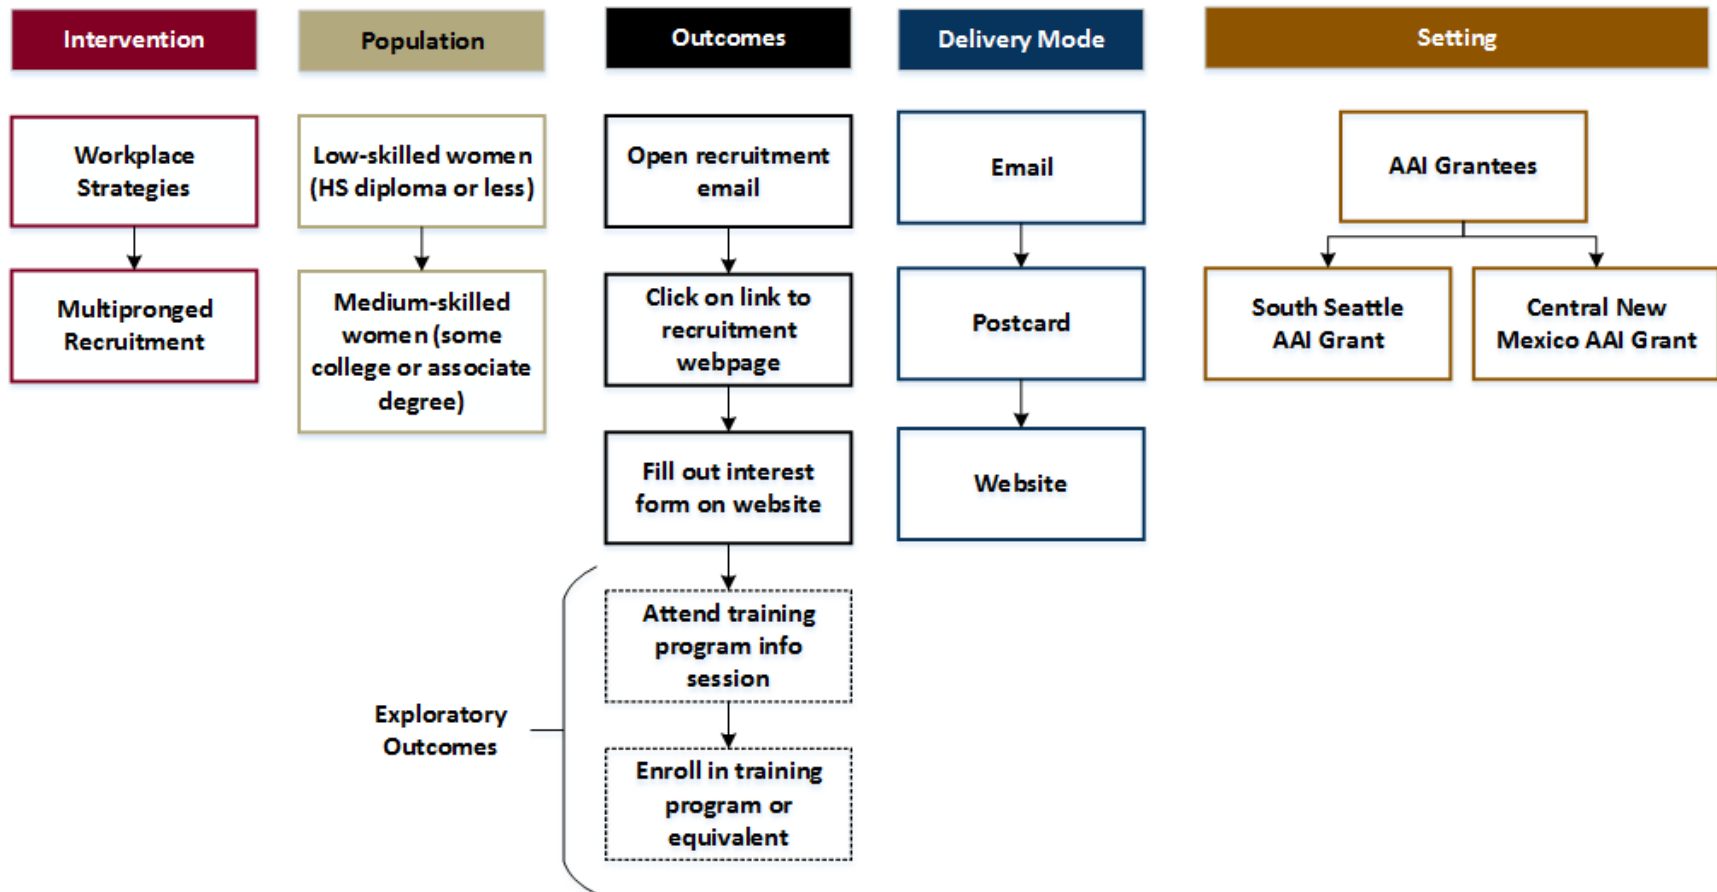 Intervention
Population
Outcomes
Delivery Mode
Setting
Workplace
Strategies
Multipronged
Recruitment
Low-skilled women
(HS diploma or less)
Medium-skilled
women (some
college or associate
degree)
Open recruitment
email
Click on link to
recruitment
webpage
Fill out interest
form on website
Attend training
program info
session
Enroll in training
program or
equivalent
Exploratory
Outcomes
Email
Postcard
Website
AAI Grantees
South Seattle
AAI Grant
Central New
Mexico AAI Grant